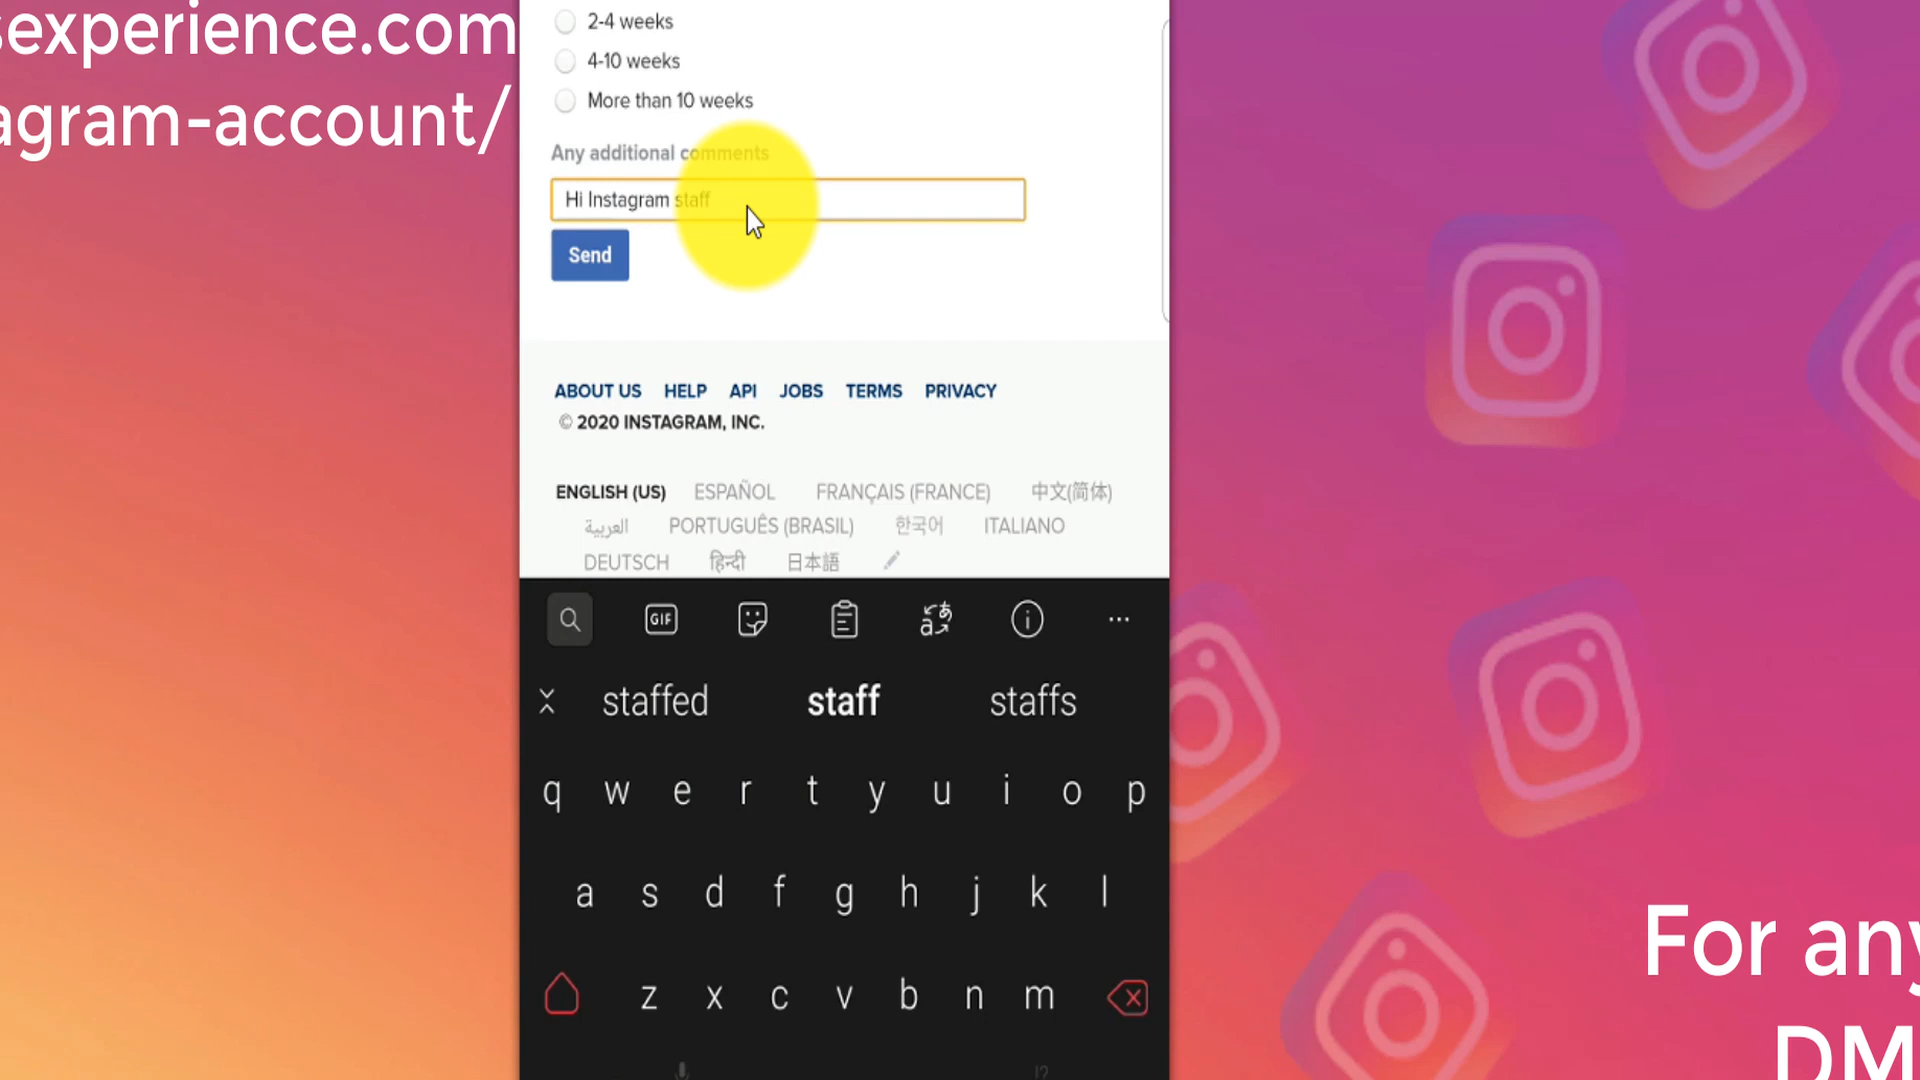 sexperience.com
agram-account/
2-4 weeks
4-10 weeks
More than 10 weeks
Any additional comments
Hi Instagram staff
Send
ABOUT US HELP API JOBS TERMS PRIVACY
© 2020 INSTAGRAM, INC.
ENGLISH (US) ESPAÑOL FRANÇAIS (FRANCE) 中文(简体)
العربية PORTUGUÊS (BRASIL) 한국어 ITALIANO
DEUTSCH हिन्दी 日本語
GIF
staffed staff staffs
q w e r t y u i o p
a s d f g h j k l
z x c v b n m
!?
For any
DM